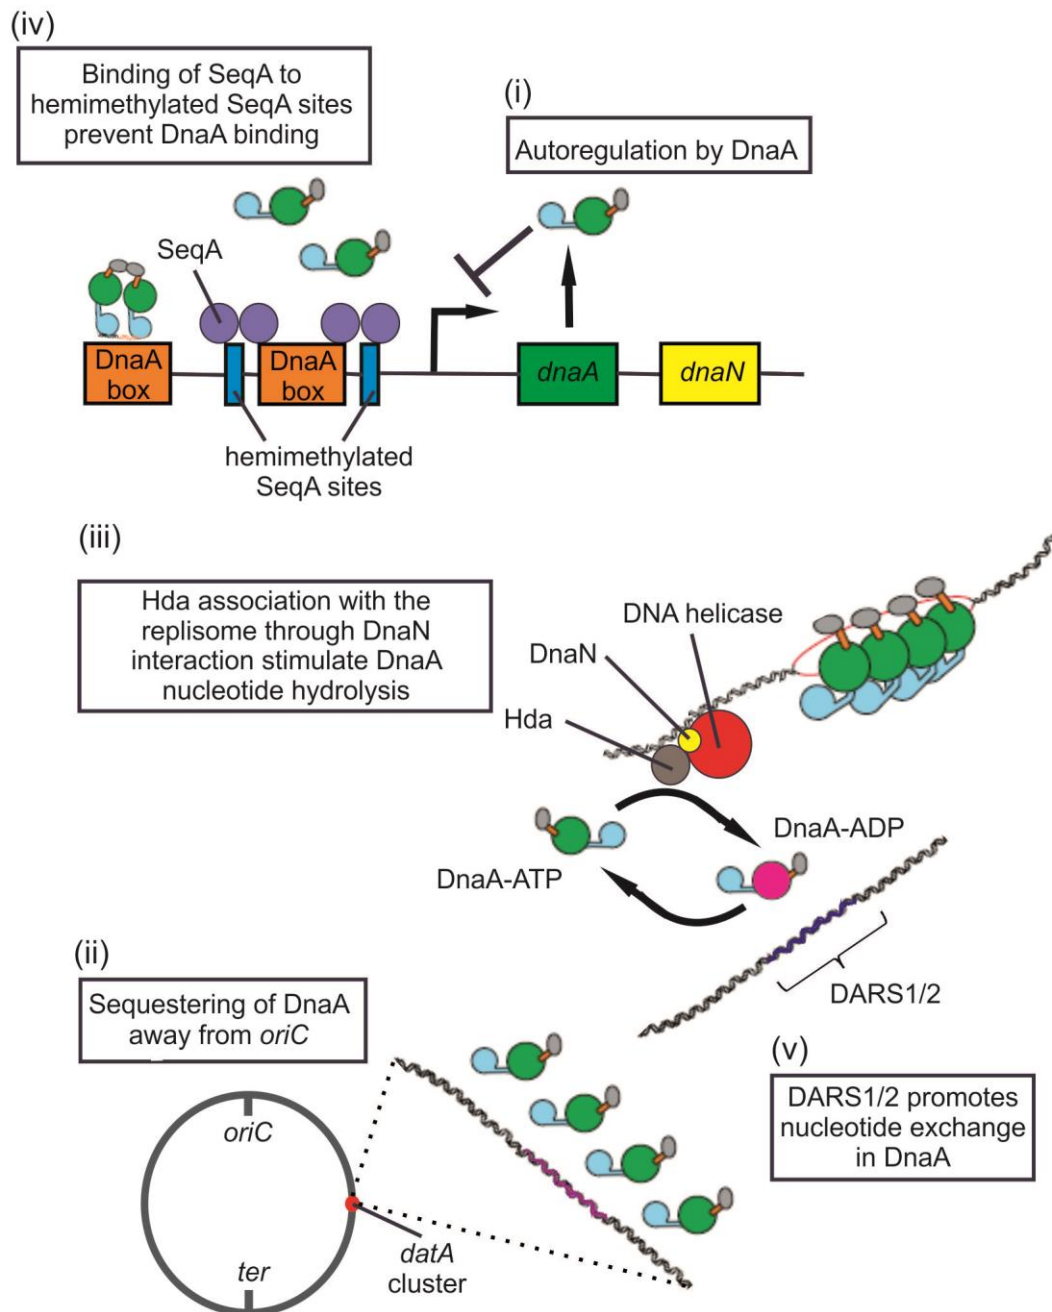 (iv)
Binding of SeqA to
hemimethylated SeqA sites
prevent DnaA binding
(i)
Autoregulation by DnaA
SeqA
DnaA
box
DnaA
box
dnaA
dnaN
hemimethylated
SeqA sites
(iii)
Hda association with the
replisome through DnaN
interaction stimulate DnaA
nucleotide hydrolysis
DNA helicase
DnaN
Hda
DnaA-ATP
DnaA-ADP
DARS1/2
(ii)
Sequestering of DnaA
away from oriC
oriC
ter
datA
cluster
(v)
DARS1/2 promotes
nucleotide exchange
in DnaA